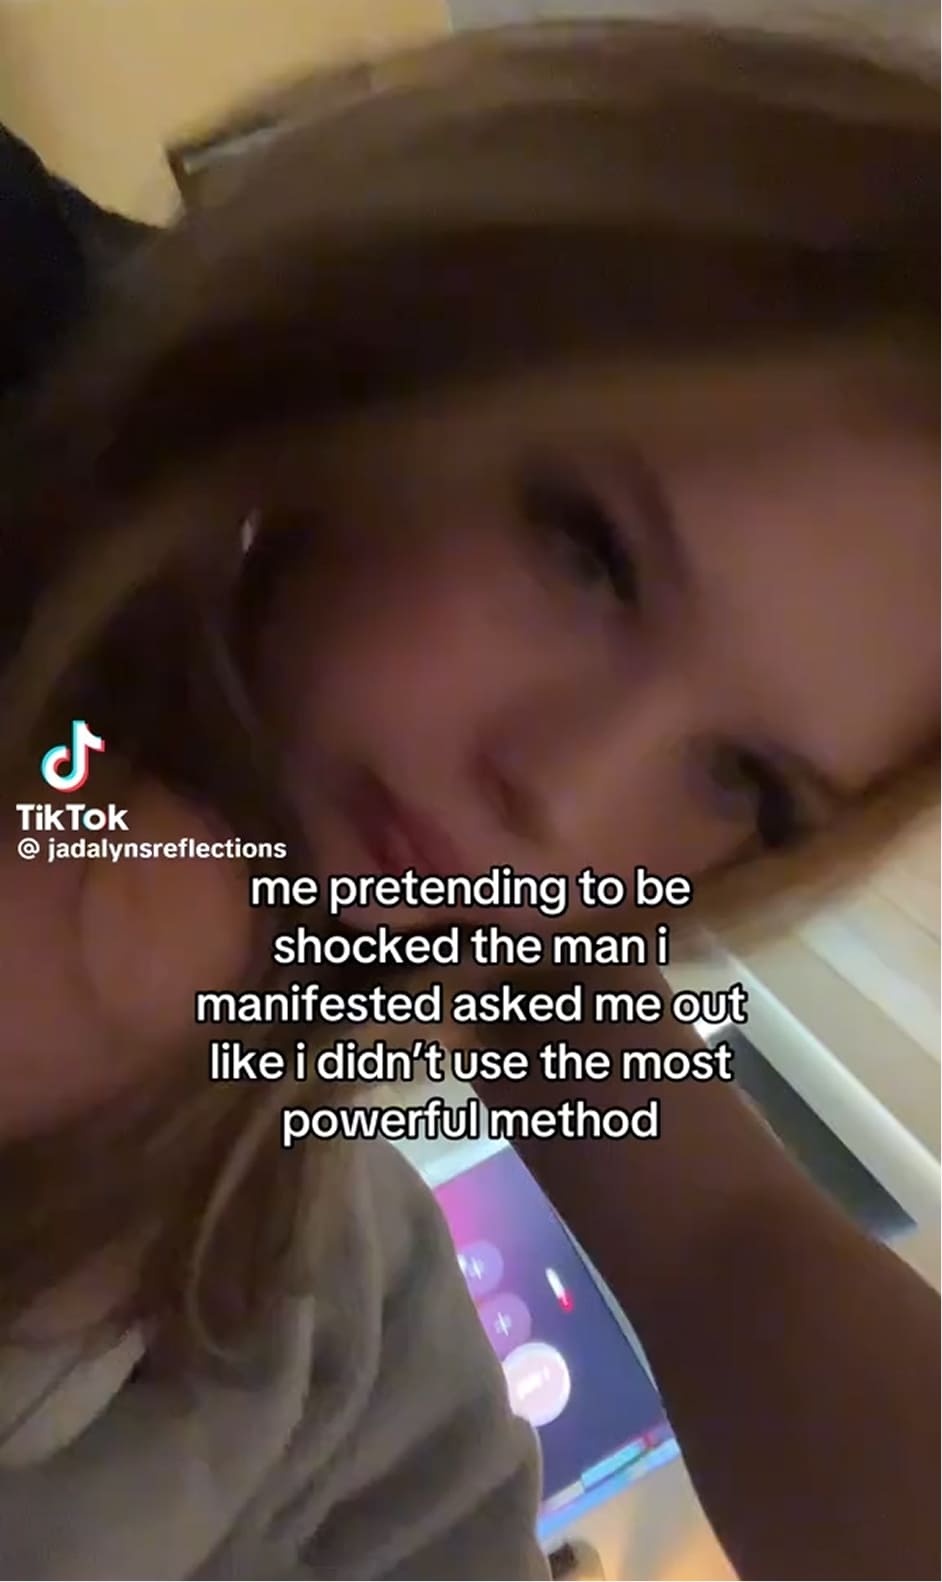 TikTok
@ jadalynsreflections
me pretending to be
shocked the man i
manifested asked me out
like i didn't use the most
powerful method